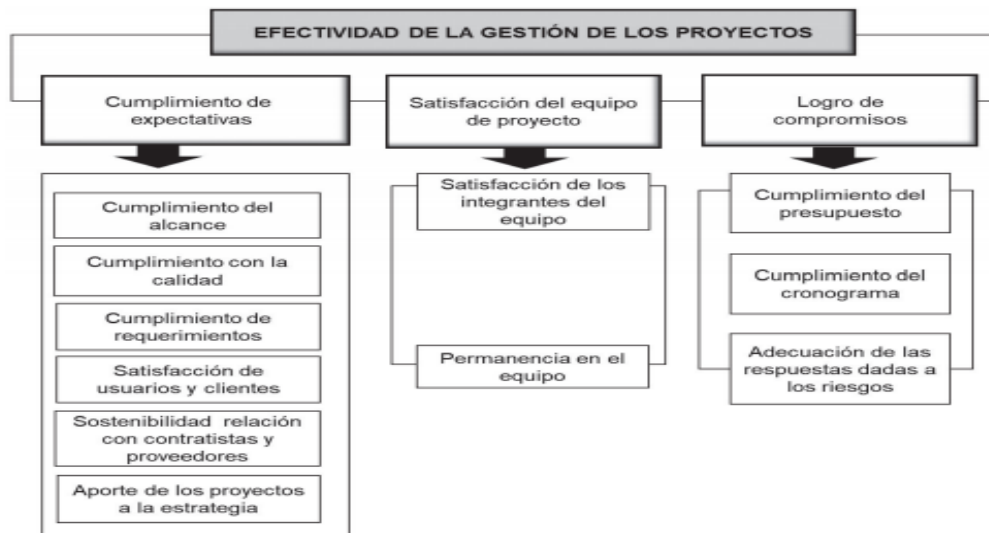 EFECTIVIDAD DE LA GESTIÓN DE LOS PROYECTOS
Cumplimiento de
expectativas
Cumplimiento del
alcance
Cumplimiento con la
calidad
Cumplimiento de
requerimientos
Satisfacción de
usuarios y clientes
Sostenibilidad relación
con contratistas y
proveedores
Aporte de los proyectos
a la estrategia
Satisfacción del equipo
de proyecto
Satisfacción de los
integrantes del
equipo
Permanencia en el
equipo
Logro de
compromisos
Cumplimiento del
presupuesto
Cumplimiento del
cronograma
Adecuación de las
respuestas dadas a
los riesgos